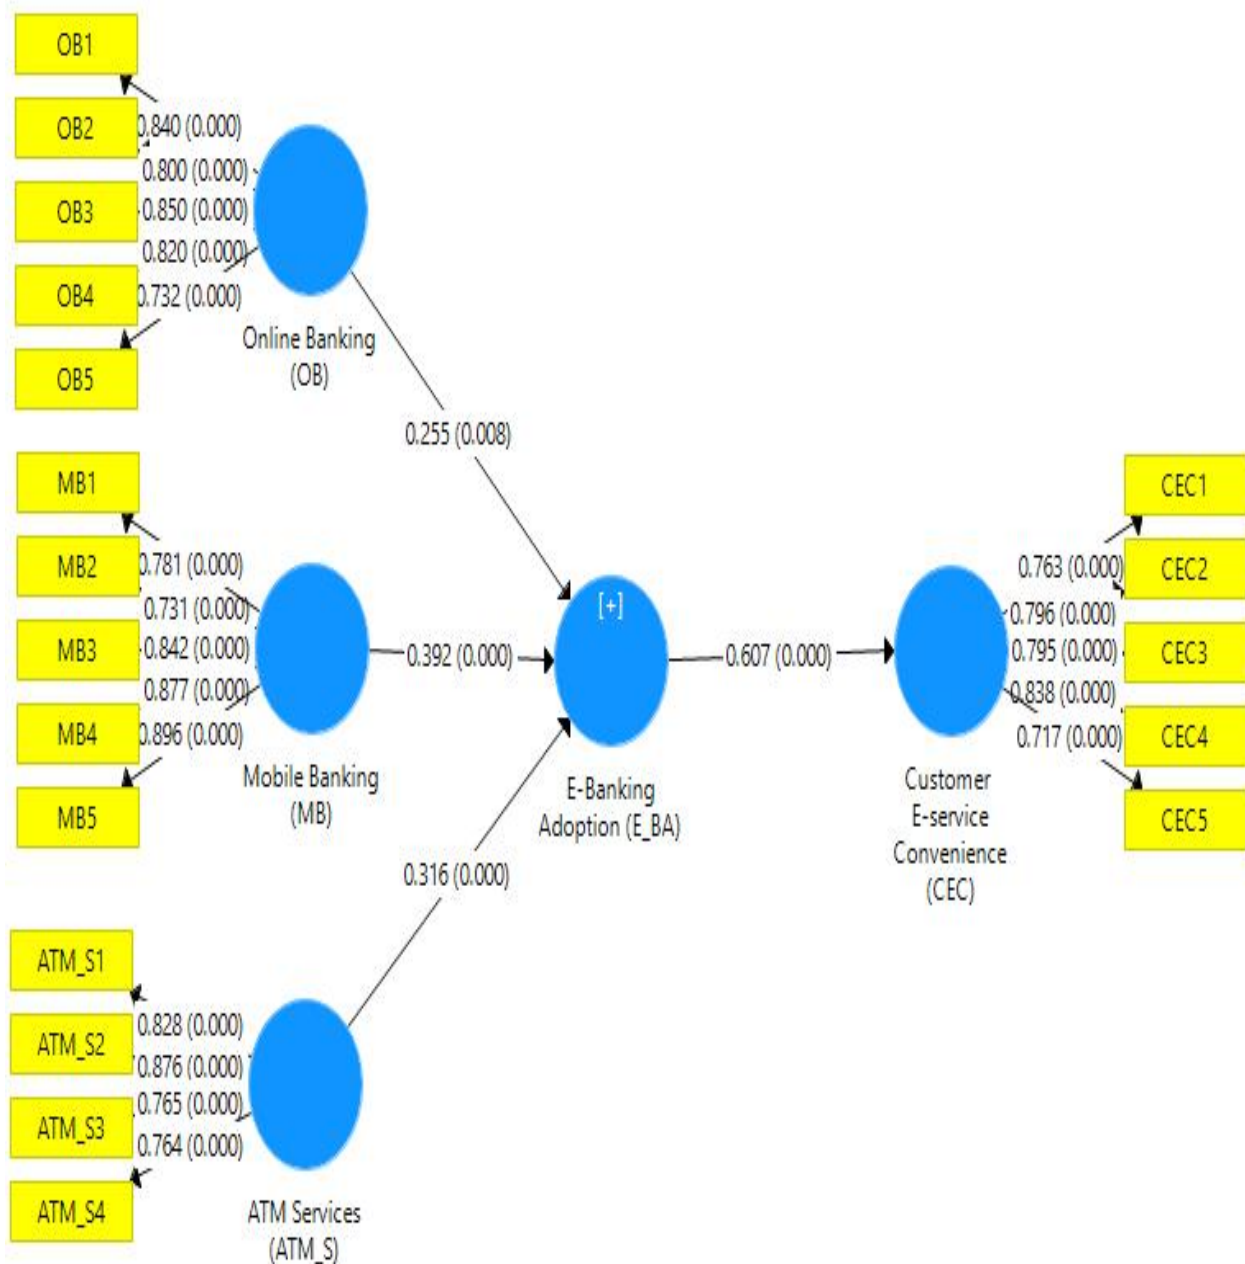 OB1
OB2
OB3
OB4
OB5
0.840 (0.000)
0.800 (0.000)
0.850 (0.000)
0.820 (0.000)
0.732 (0.000)
Online Banking
(OB)
0.255 (0.008)
MB1
MB2
MB3
MB4
MB5
0.781 (0.000)
0.731 (0.000)
0.842 (0.000)
0.877 (0.000)
0.896 (0.000)
Mobile Banking
(MB)
0.392 (0.000)
[+]
E-Banking
Adoption (E_BA)
0.607 (0.000)
Customer
E-service
Convenience
(CEC)
0.763 (0.000)
0.796 (0.000)
0.795 (0.000)
0.838 (0.000)
0.717 (0.000)
CEC1
CEC2
CEC3
CEC4
CEC5
0.316 (0.000)
ATM_S1
ATM_S2
ATM_S3
ATM_S4
0.828 (0.000)
0.876 (0.000)
0.765 (0.000)
0.764 (0.000)
ATM Services
(ATM_S)